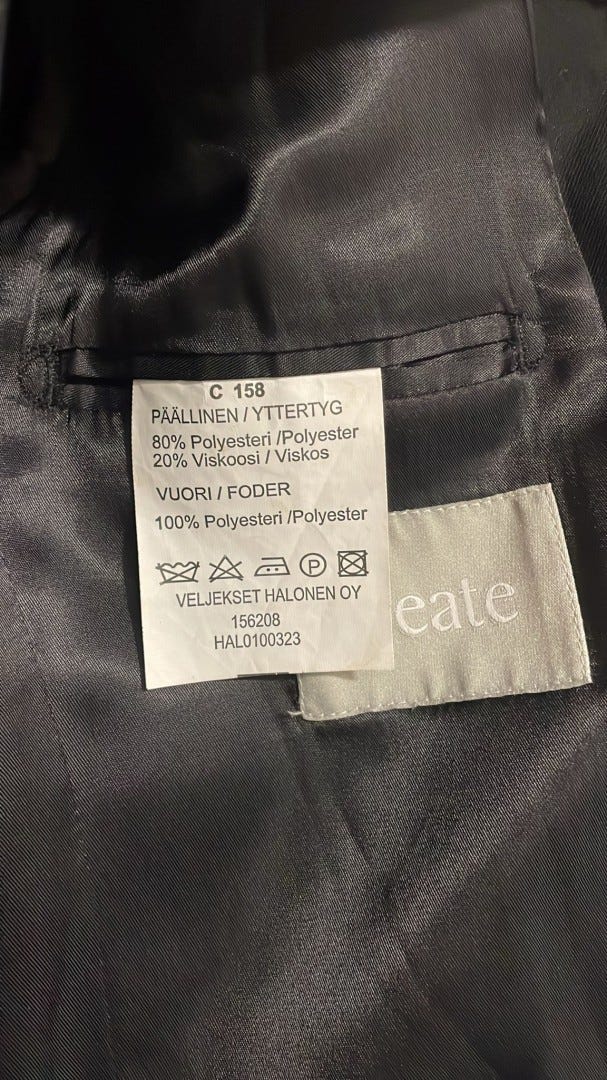 C 158
PÄÄLLINEN / YTTERTYG
80% Polyesteri /Polyester
20% Viskoosi / Viskos
VUORI / FODER
100% Polyesteri /Polyester
P
VELJEKSET HALONEN OY
156208
HAL0100323
eate